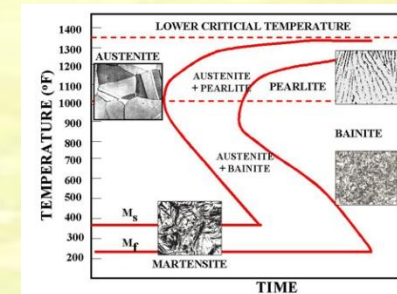 LOWER CRITICIAL TEMPERATURE
1400
1300
1200
1100
1000
900
800
700
600
500
400
300
200
TEMPERATURE (°F)
AUSTENITE
AUSTENITE
+ PEARLITE
PEARLITE
BAINITE
AUSTENITE
+ BAINITE
Ms
Mf
MARTENSITE
TIME